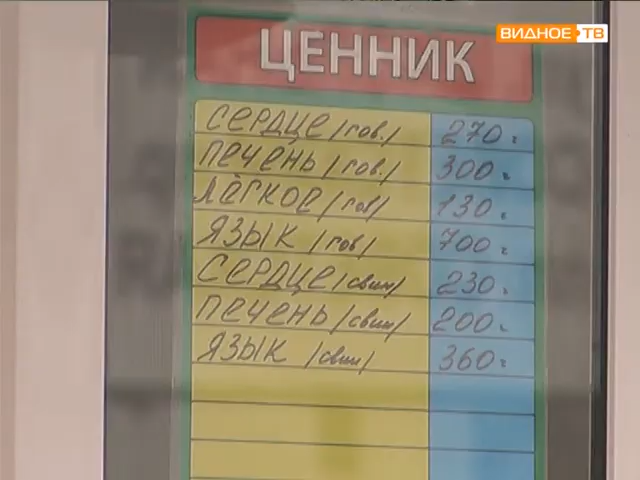 ВИДНОЕ ТВ
ЦЕННИК
СЕРДЦЕ /гов./ 270 г
ПЕЧЕНЬ /гов./ 300 г
ЛЁГКОЕ /гов/ 130 г
ЯЗЫК /гов/ 700 г
СЕРДЦЕ /свин/ 230 г
ПЕЧЕНЬ /свин/ 200 г
ЯЗЫК /свин/ 360 г